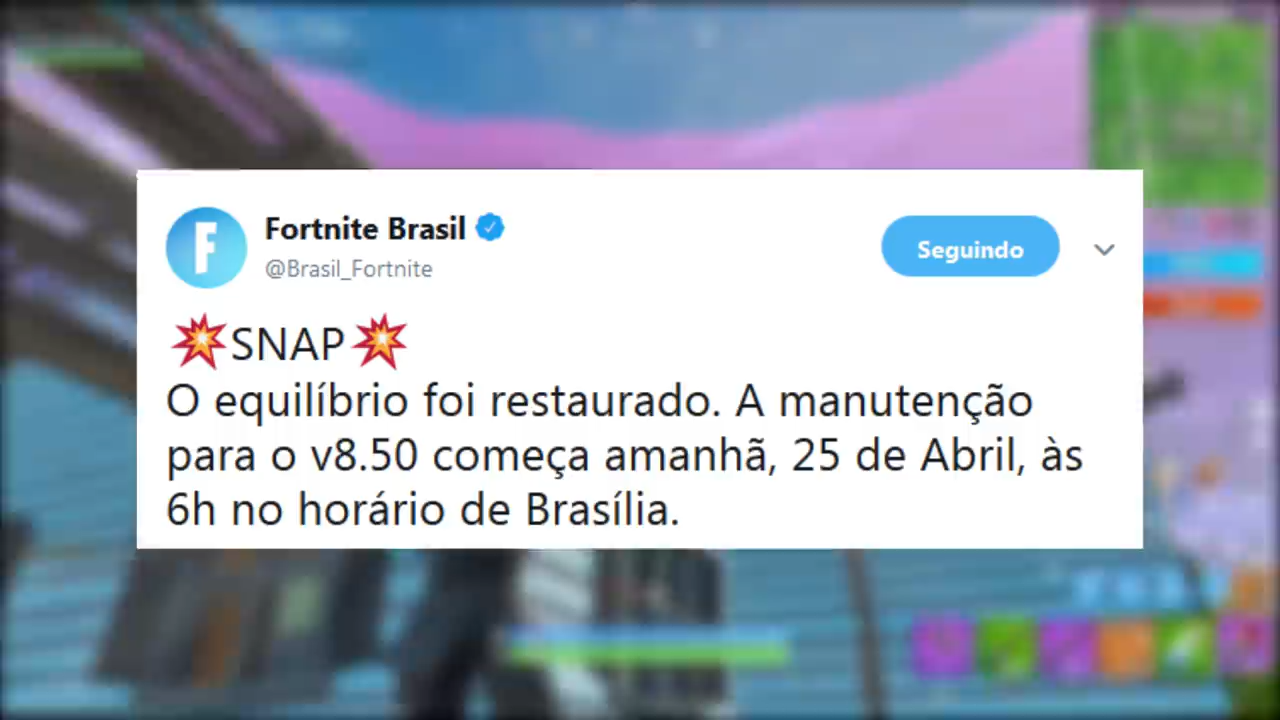 Fortnite Brasil
@Brasil_Fortnite
Seguindo
💥SNAP💥
O equilíbrio foi restaurado. A manutenção
para o v8.50 começa amanhã, 25 de Abril, às
6h no horário de Brasília.